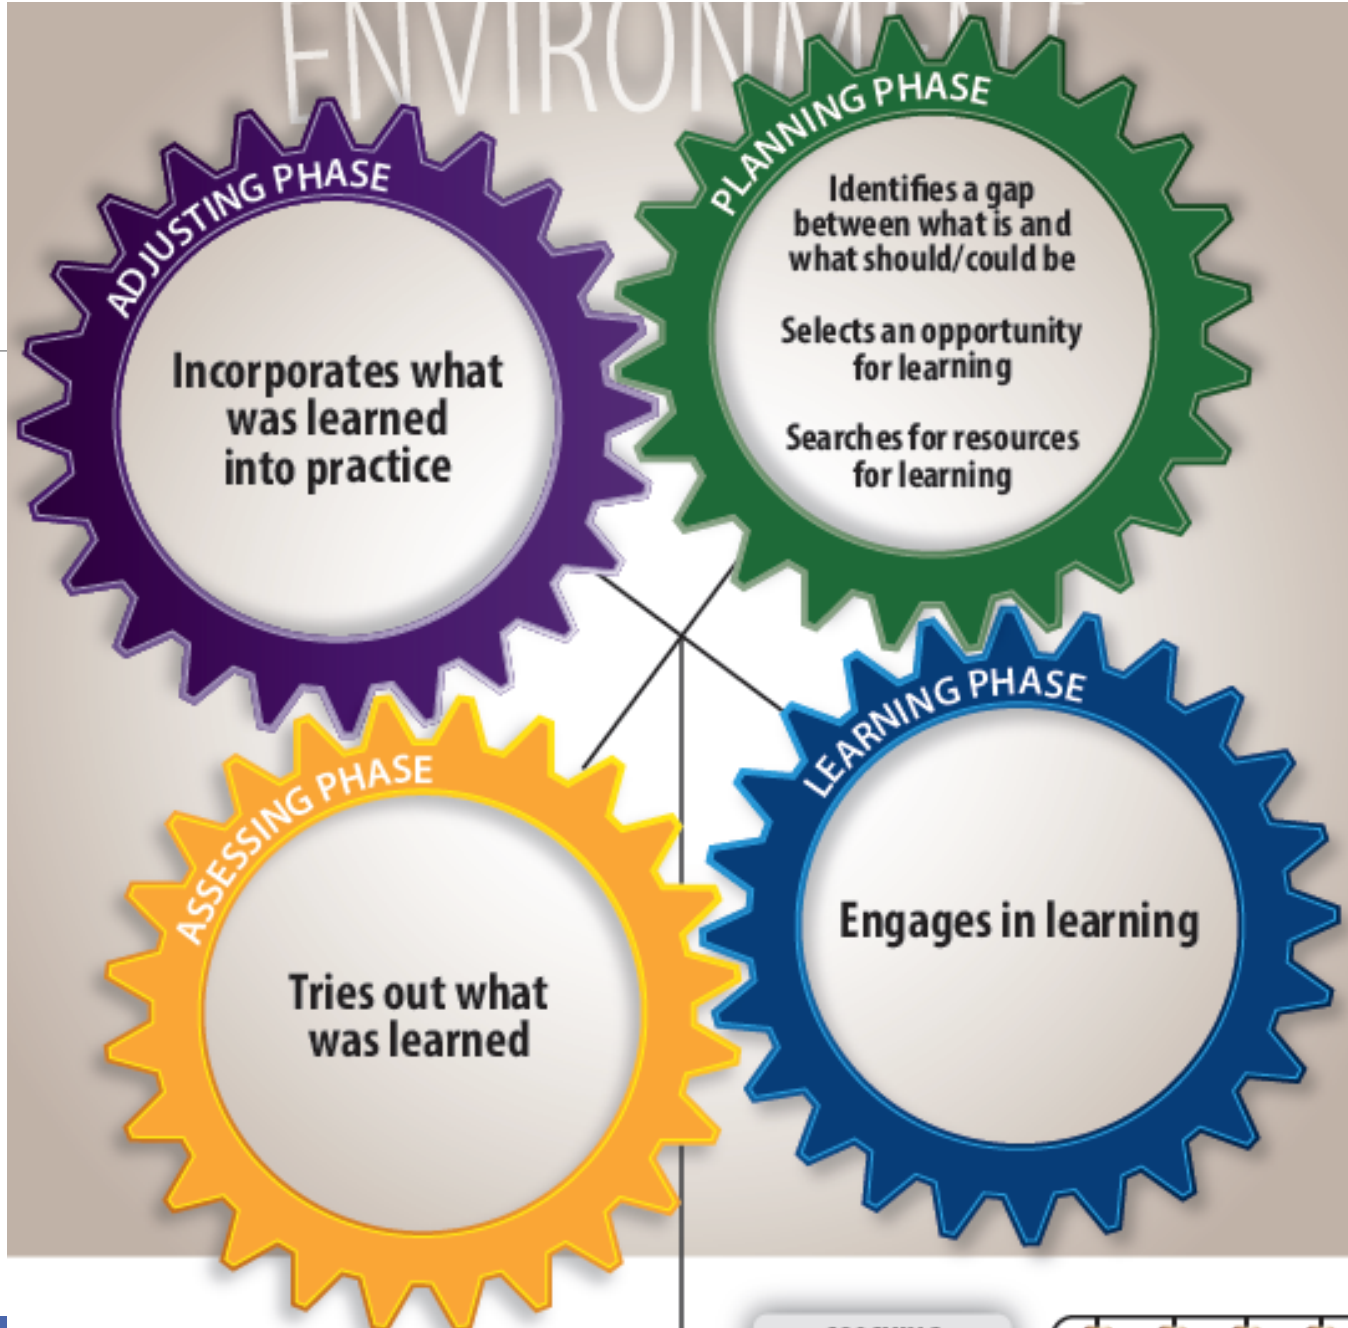 ENVIRONMENT
PLANNING PHASE
Identifies a gap
between what is and
what should/could be
Selects an opportunity
for learning
Searches for resources
for learning
ADJUSTING PHASE
Incorporates what
was learned
into practice
LEARNING PHASE
Engages in learning
ASSESSING PHASE
Tries out what
was learned